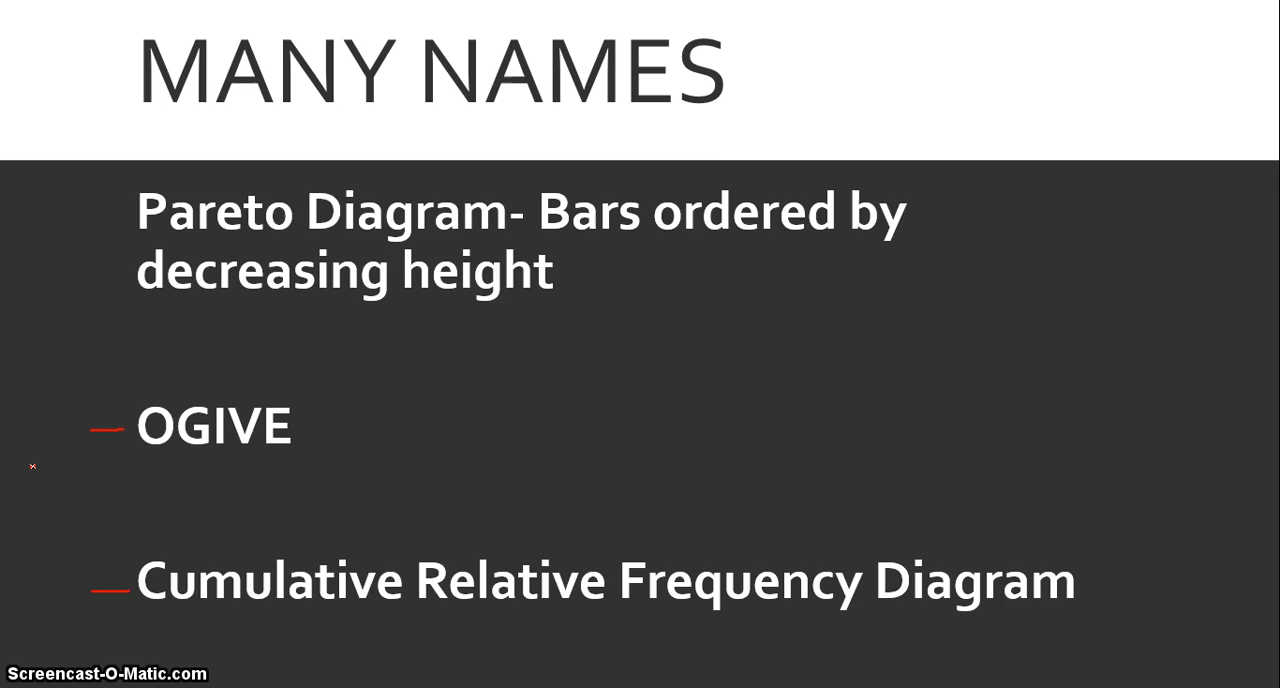 MANY NAMES
Pareto Diagram- Bars ordered by
decreasing height
OGIVE
Cumulative Relative Frequency Diagram
Screencast-O-Matic.com